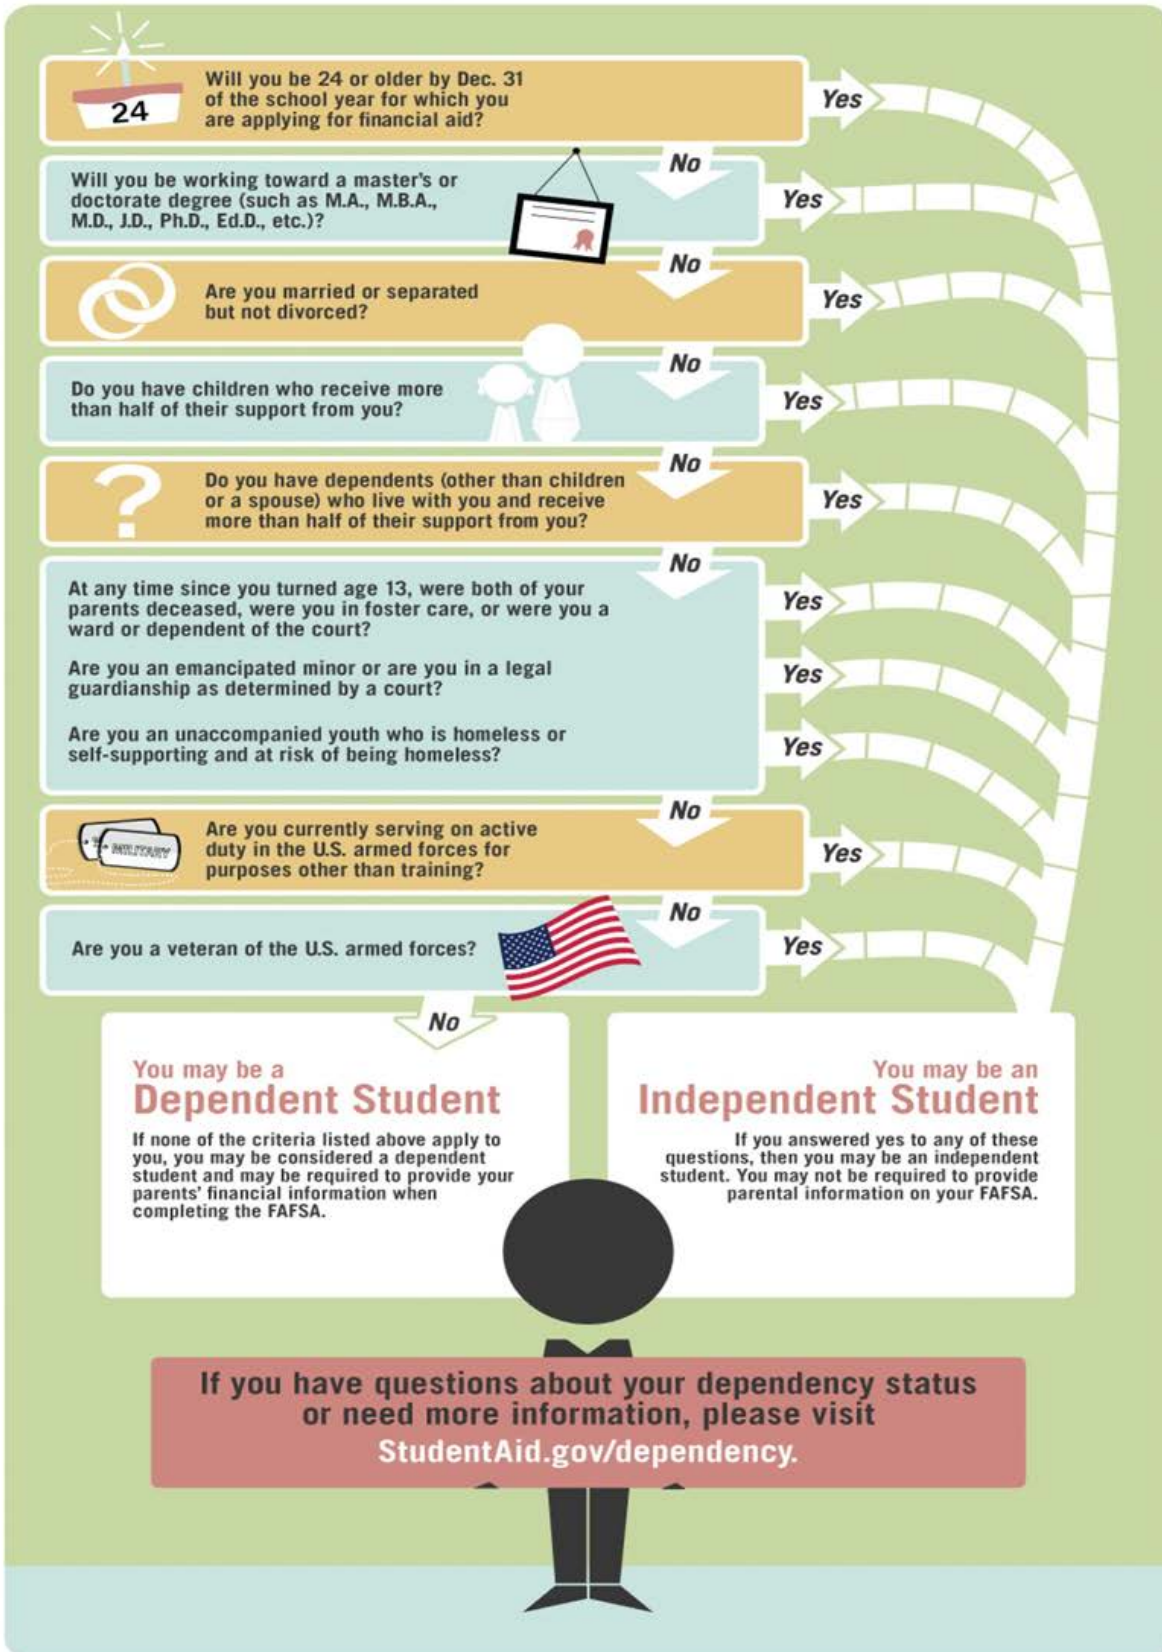 24
Will you be 24 or older by Dec. 31
of the school year for which you
are applying for financial aid?
Yes
No
Will you be working toward a master's or
doctorate degree (such as M.A., M.B.A.,
M.D., J.D., Ph.D., Ed.D., etc.)?
Yes
No
Are you married or separated
but not divorced?
Yes
No
Do you have children who receive more
than half of their support from you?
Yes
No
Do you have dependents (other than children
or a spouse) who live with you and receive
more than half of their support from you?
Yes
No
At any time since you turned age 13, were both of your
parents deceased, were you in foster care, or were you a
ward or dependent of the court?
Yes
Are you an emancipated minor or are you in a legal
guardianship as determined by a court?
Yes
Are you an unaccompanied youth who is homeless or
self-supporting and at risk of being homeless?
Yes
No
MILITARY
Are you currently serving on active
duty in the U.S. armed forces for
purposes other than training?
Yes
No
Are you a veteran of the U.S. armed forces?
Yes
No
You may be a
Dependent Student
If none of the criteria listed above apply to
you, you may be considered a dependent
student and may be required to provide your
parents' financial information when
completing the FAFSA.
You may be an
Independent Student
If you answered yes to any of these
questions, then you may be an independent
student. You may not be required to provide
parental information on your FAFSA.
If you have questions about your dependency status
or need more information, please visit
StudentAid.gov/dependency.